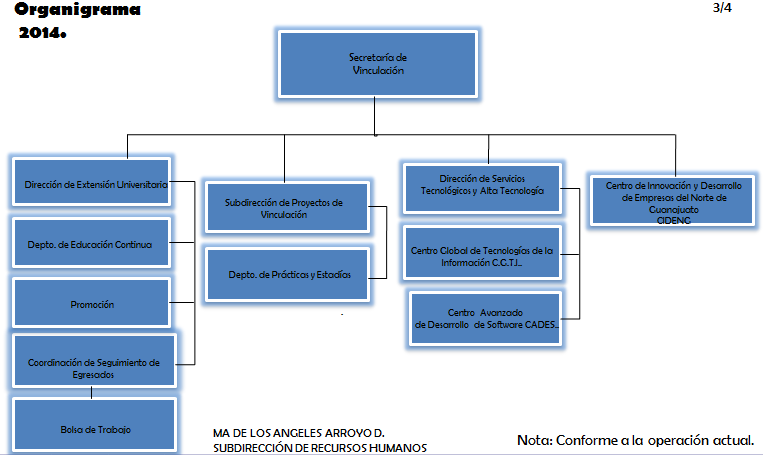 Organigrama
2014.
3/4
Secretaría de
Vinculación
Dirección de Extensión Universitaria
Depto. de Educación Continua
Promoción
Coordinación de Seguimiento de
Egresados
Bolsa de Trabajo
Subdirección de Proyectos de
Vinculación
Depto. de Prácticas y Estadías
Dirección de Servicios
Tecnológicos y Alta Tecnología
Centro Global de Tecnologías de la
Información C.G.T.I..
Centro Avanzado
de Desarrollo de Software CADES..
Centro de Innovación y Desarrollo
de Empresas del Norte de
Guanajuato
CIDENG
MA DE LOS ANGELES ARROYO D.
SUBDIRECCIÓN DE RECURSOS HUMANOS
Nota: Conforme a la operación actual.